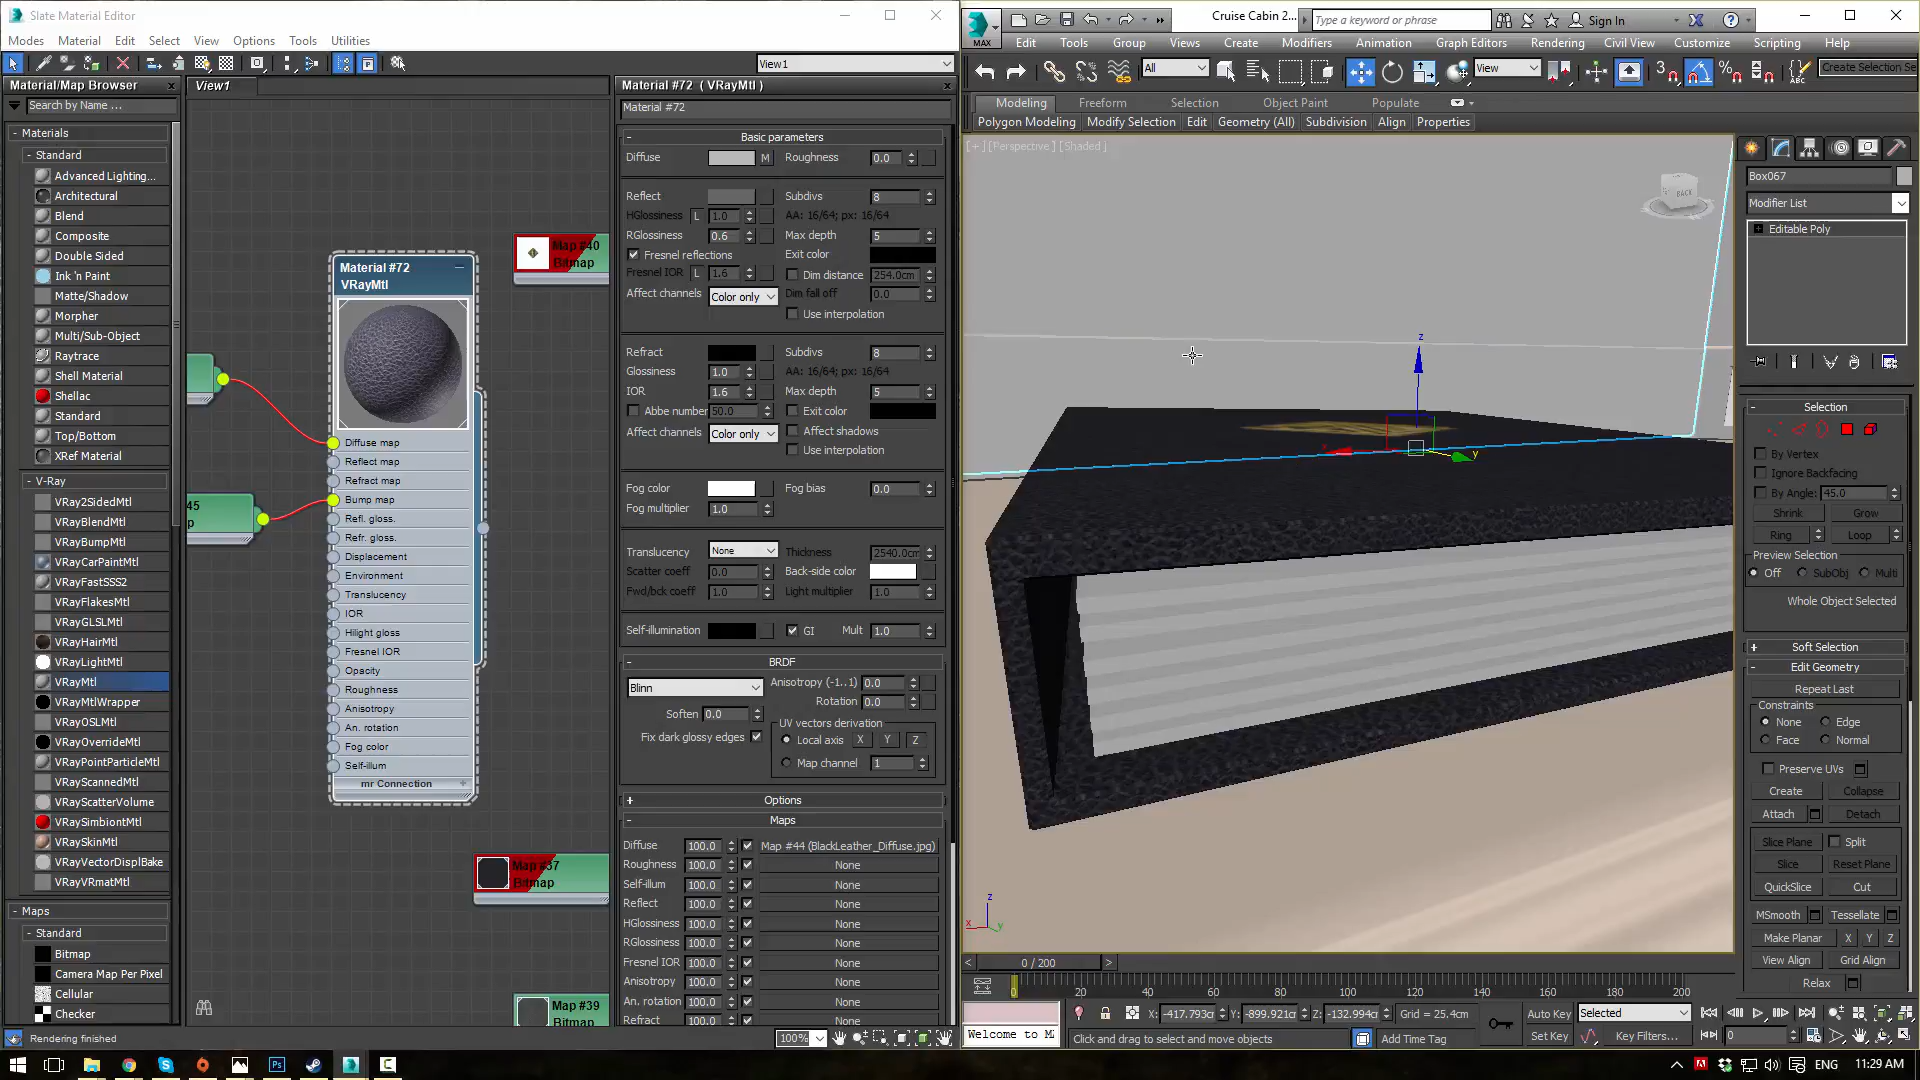 Slate Material Editor
Modes Material Edit Select View Options Tools Utilities
View1
Material/Map Browser
Search by Name ...
- Materials
- Standard
Advanced Lighting...
Architectural
Blend
Composite
Double Sided
Ink 'n Paint
Matte/Shadow
Morpher
Multi/Sub-Object
Raytrace
Shell Material
Shellac
Standard
Top/Bottom
XRef Material
- V-Ray
VRay2SidedMtl
VRayBlendMtl
VRayBumpMtl
VRayCarPaintMtl
VRayFastSSS2
VRayFlakesMtl
VRayGLSLMtl
VRayHairMtl
VRayLightMtl
VRayMtl
VRayMtlWrapper
VRayOSLMtl
VRayOverrideMtl
VRayPointParticleMtl
VRayScannedMtl
VRayScatterVolume
VRaySimbiontMtl
VRaySkinMtl
VRayVectorDisplBake
VRayVRmatMtl
- Maps
- Standard
Bitmap
Camera Map Per Pixel
Cellular
Checker
Rendering finished
View1
Map #40
Bitmap
Material #72
VRayMtl
Diffuse map
Reflect map
Refract map
Bump map
Refl. gloss.
Refr. gloss.
Displacement
Environment
Translucency
IOR
Hilight gloss
Fresnel IOR
Opacity
Roughness
Anisotropy
An. rotation
Fog color
Self-illum
mr Connection +
45
p
Map #37
Bitmap
Map #39
Bitmap
100%
Material #72 ( VRayMtl )
Material #72
- Basic parameters
Diffuse M Roughness 0.0
Reflect Subdivs 8
HGlossiness L 1.0 AA: 16/64; px: 16/64
RGlossiness 0.6 Max depth 5
Fresnel reflections Exit color
Fresnel IOR L 1.6 Dim distance 254.0cm
Affect channels Color only Dim fall off 0.0
Use interpolation
Refract Subdivs 8
Glossiness 1.0 AA: 16/64; px: 16/64
IOR 1.6 Max depth 5
Abbe number 50.0 Exit color
Affect channels Color only Affect shadows
Use interpolation
Fog color Fog bias 0.0
Fog multiplier 1.0
Translucency None Thickness 2540.0cm
Scatter coeff 0.0 Back-side color
Fwd/bck coeff 1.0 Light multiplier 1.0
Self-illumination GI Mult 1.0
- BRDF
Blinn Anisotropy (-1..1) 0.0
Rotation 0.0
Soften 0.0 UV vectors derivation
Fix dark glossy edges Local axis X Y Z
Map channel 1
+ Options
- Maps
Diffuse 100.0 Map #44 (BlackLeather_Diffuse.jpg)
Roughness 100.0 None
Self-illum 100.0 None
Reflect 100.0 None
HGlossiness 100.0 None
RGlossiness 100.0 None
Fresnel IOR 100.0 None
Anisotropy 100.0 None
An. rotation 100.0 None
Refract 100.0 None
MAX Cruise Cabin 2... Type a keyword or phrase Sign In
Edit Tools Group Views Create Modifiers Animation Graph Editors Rendering Civil View Customize Scripting Help
All View Create Selection Se
Modeling Freeform Selection Object Paint Populate
Polygon Modeling Modify Selection Edit Geometry (All) Subdivision Align Properties
[+] [Perspective] [Shaded]
BACK
z
x
y
z
x
y
Box067
Modifier List
+ Editable Poly
- Selection
By Vertex
Ignore Backfacing
By Angle: 45.0
Shrink Grow
Ring Loop
Preview Selection
Off SubObj Multi
Whole Object Selected
+ Soft Selection
- Edit Geometry
Repeat Last
Constraints
None Edge
Face Normal
Preserve UVs
Create Collapse
Attach Detach
Slice Plane Split
Slice Reset Plane
QuickSlice Cut
MSmooth Tessellate
Make Planar X Y Z
View Align Grid Align
Relax
< 0 / 200 >
0 20 40 60 80 100 120 140 160 180 200
X: -417.793cr Y: -899.921cr Z: -132.994cr Grid = 25.4cm Auto Key Selected
Welcome to M Click and drag to select and move objects Add Time Tag Set Key Key Filters... 0
ENG 11:29 AM